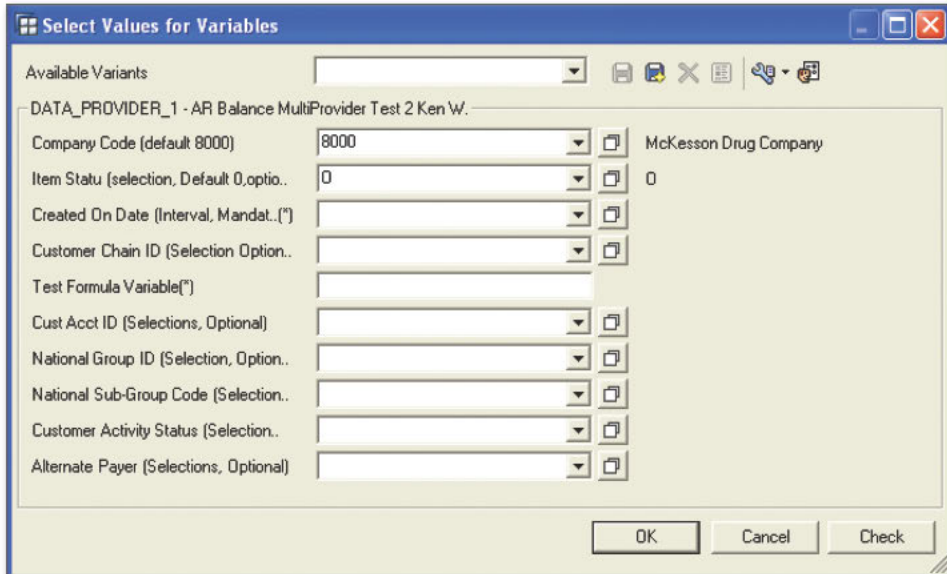 Select Values for Variables
Available Variants
DATA_PROVIDER_1 - AR Balance MultiProvider Test 2 Ken W.
Company Code (default 8000) 8000 McKesson Drug Company
Item Statu (selection, Default 0,optio.. 0 0
Created On Date (Interval, Mandat..(*)
Customer Chain ID (Selection Option..
Test Formula Variable(*)
Cust Acct ID (Selections, Optional)
National Group ID (Selection, Option..
National Sub-Group Code (Selection..
Customer Activity Status (Selection..
Alternate Payer (Selections, Optional)
OK Cancel Check